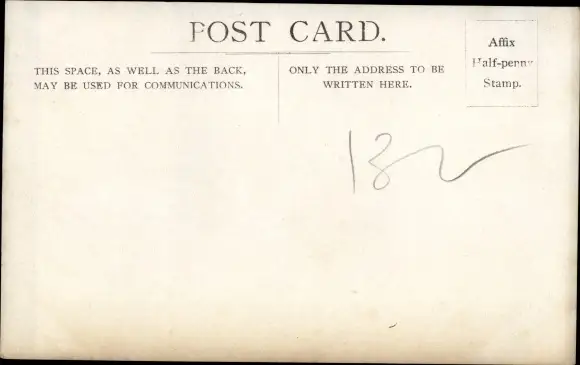 POST CARD.
THIS SPACE, AS WELL AS THE BACK,
MAY BE USED FOR COMMUNICATIONS.
ONLY THE ADDRESS TO BE
WRITTEN HERE.
Affix
Half-penny
Stamp.